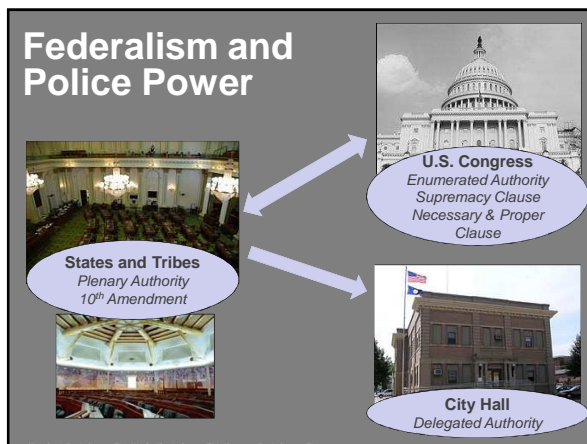 Federalism and
Police Power
U.S. Congress
Enumerated Authority
Supremacy Clause
Necessary & Proper
Clause
States and Tribes
Plenary Authority
10th Amendment
City Hall
Delegated Authority